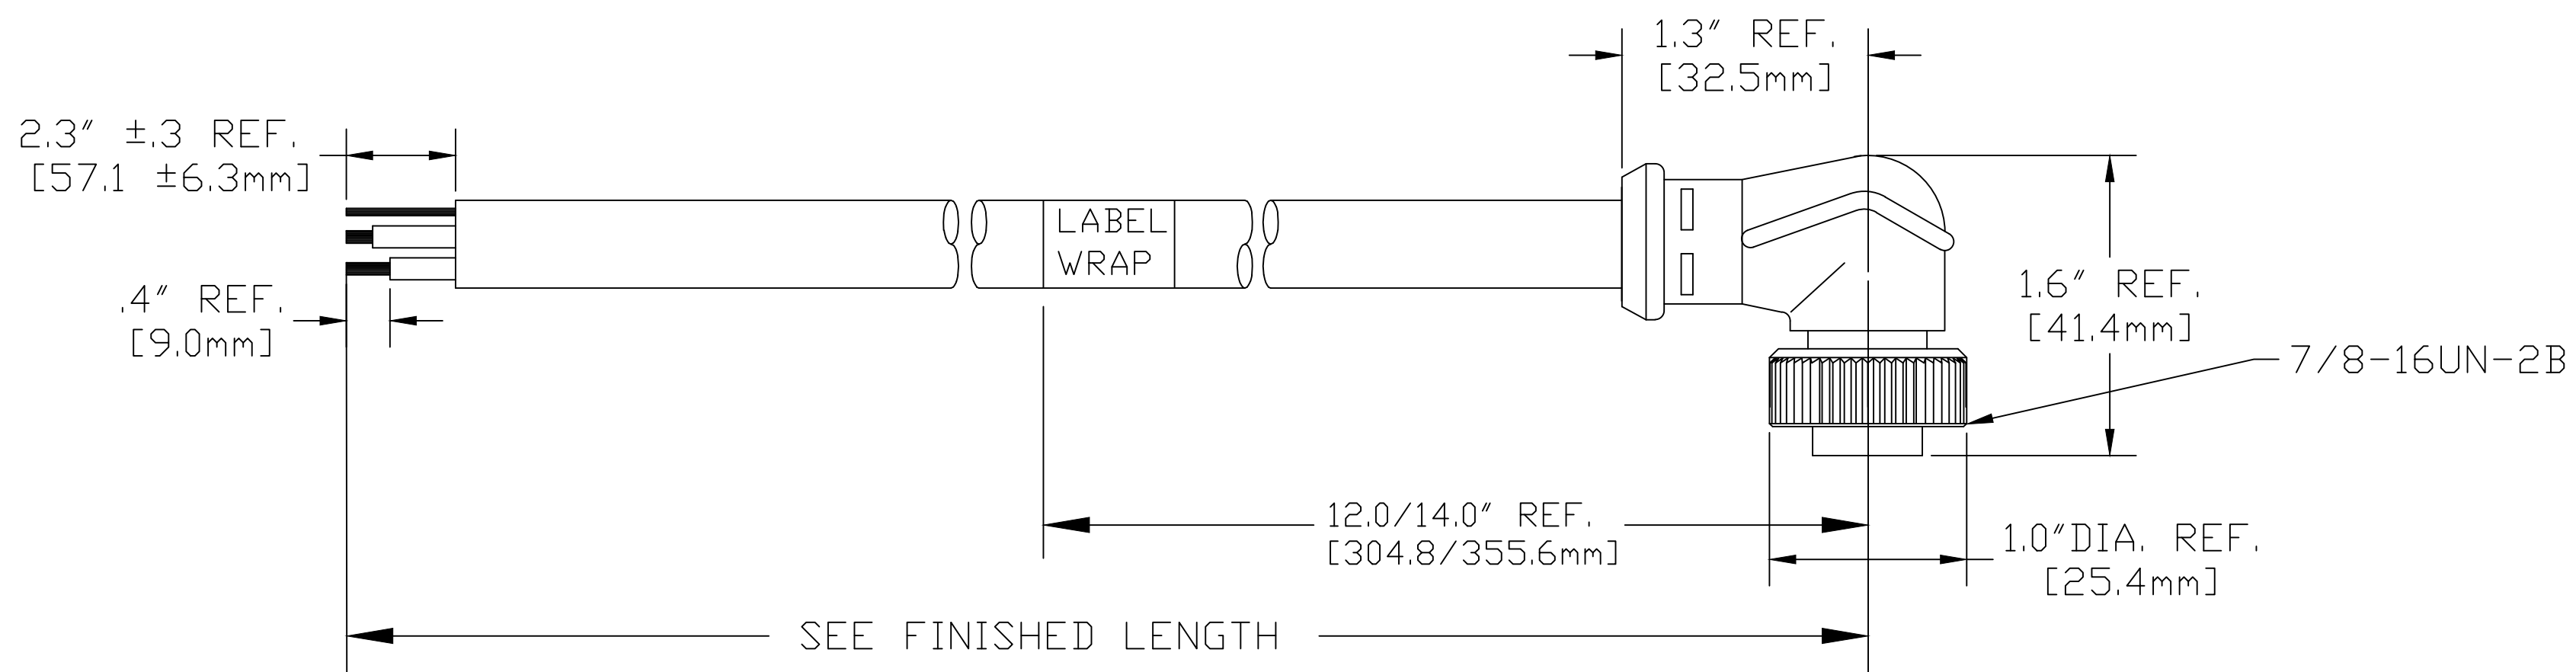 1.3" REF.
[32.5mm]
2.3" ±.3 REF.
[57.1 ±6.3mm]
LABEL
WRAP
.4" REF.
[9.0mm]
1.6" REF.
[41.4mm]
7/8-16UN-2B
12.0/14.0" REF.
[304.8/355.6mm]
1.0"DIA. REF.
[25.4mm]
SEE FINISHED LENGTH